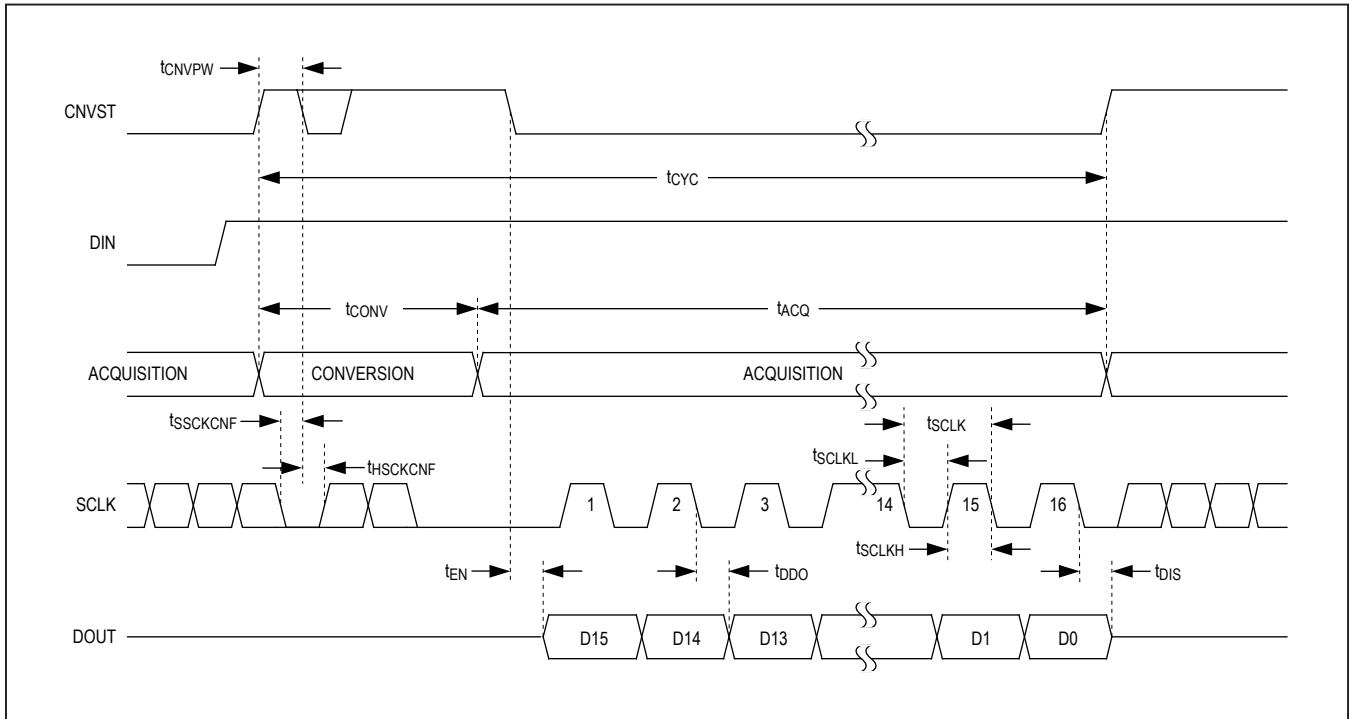 tCNVPW
CNVST
tCYC
DIN
tCONV
tACQ
ACQUISITION CONVERSION ACQUISITION
tSSCKCNF
tSCLK
tHSCKCNF
tSCLKL
SCLK 1 2 3 14 15 16
tSCLKH
tEN tDDO tDIS
DOUT D15 D14 D13 D1 D0